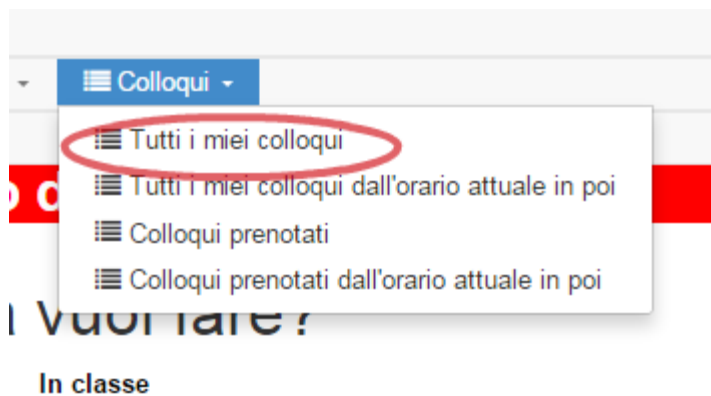 Colloqui
Tutti i miei colloqui
Tutti i miei colloqui dall'orario attuale in poi
Colloqui prenotati
Colloqui prenotati dall'orario attuale in poi
vuoi fare?
In classe